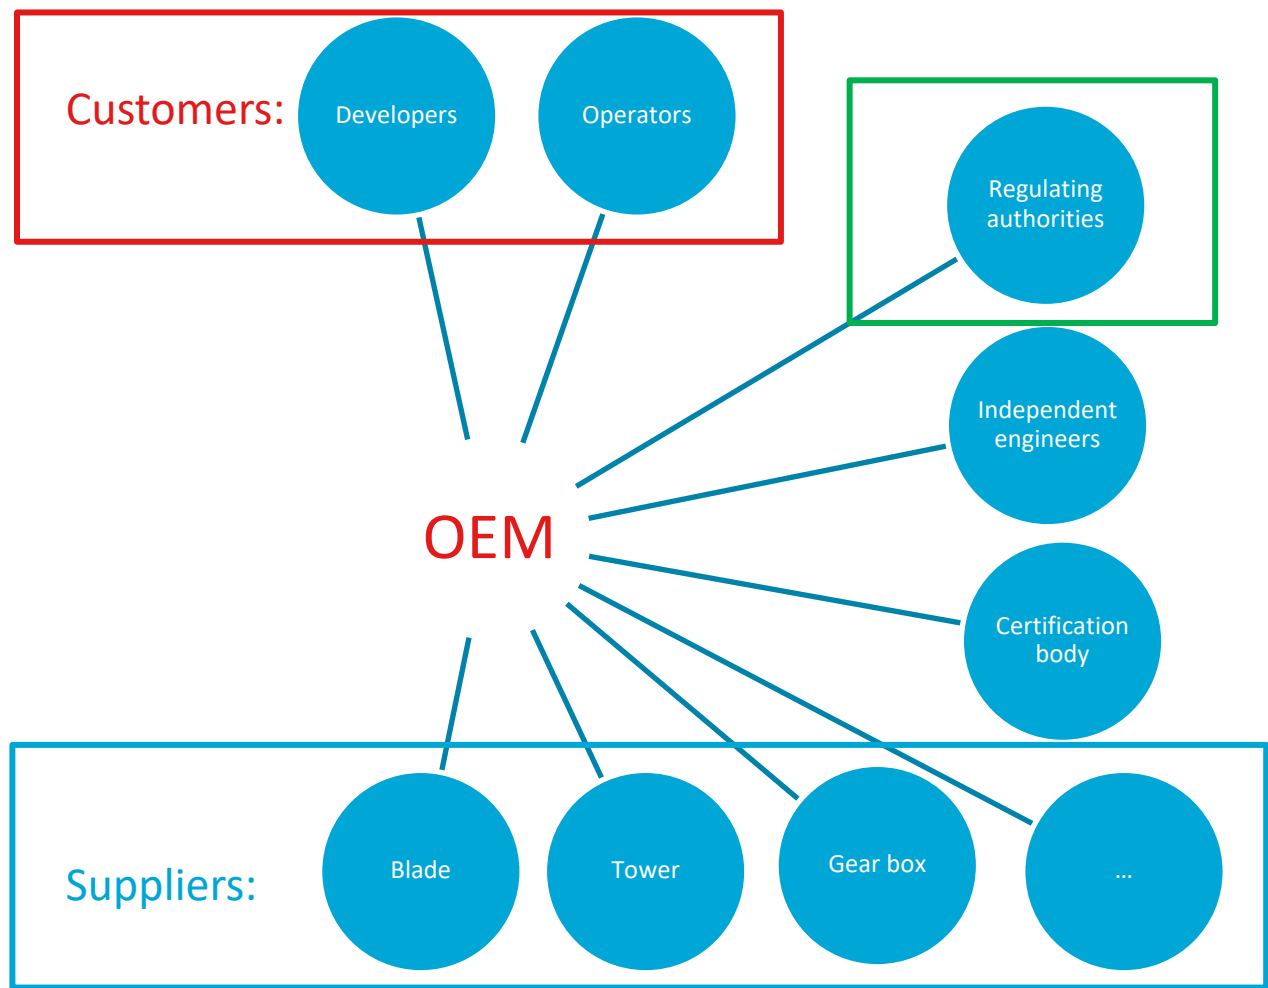 Customers:
Developers
Operators
Regulating
authorities
Independent
engineers
OEM
Certification
body
Suppliers:
Blade
Tower
Gear box
...